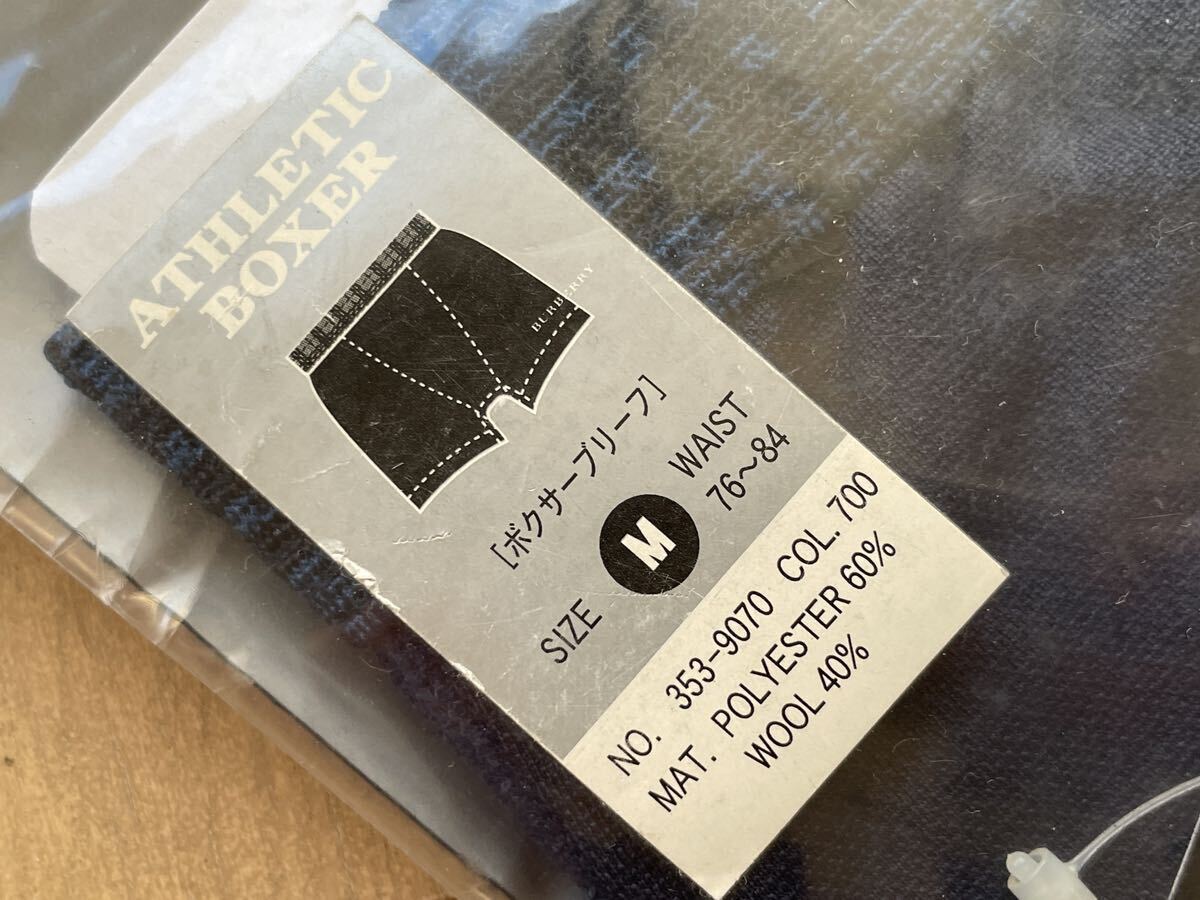 ATHLETIC
BOXER
BURBERRY
[ボクサーブリーフ]
SIZE M WAIST
76~84
NO. 353-9070 COL. 700
MAT. POLYESTER 60%
WOOL 40%